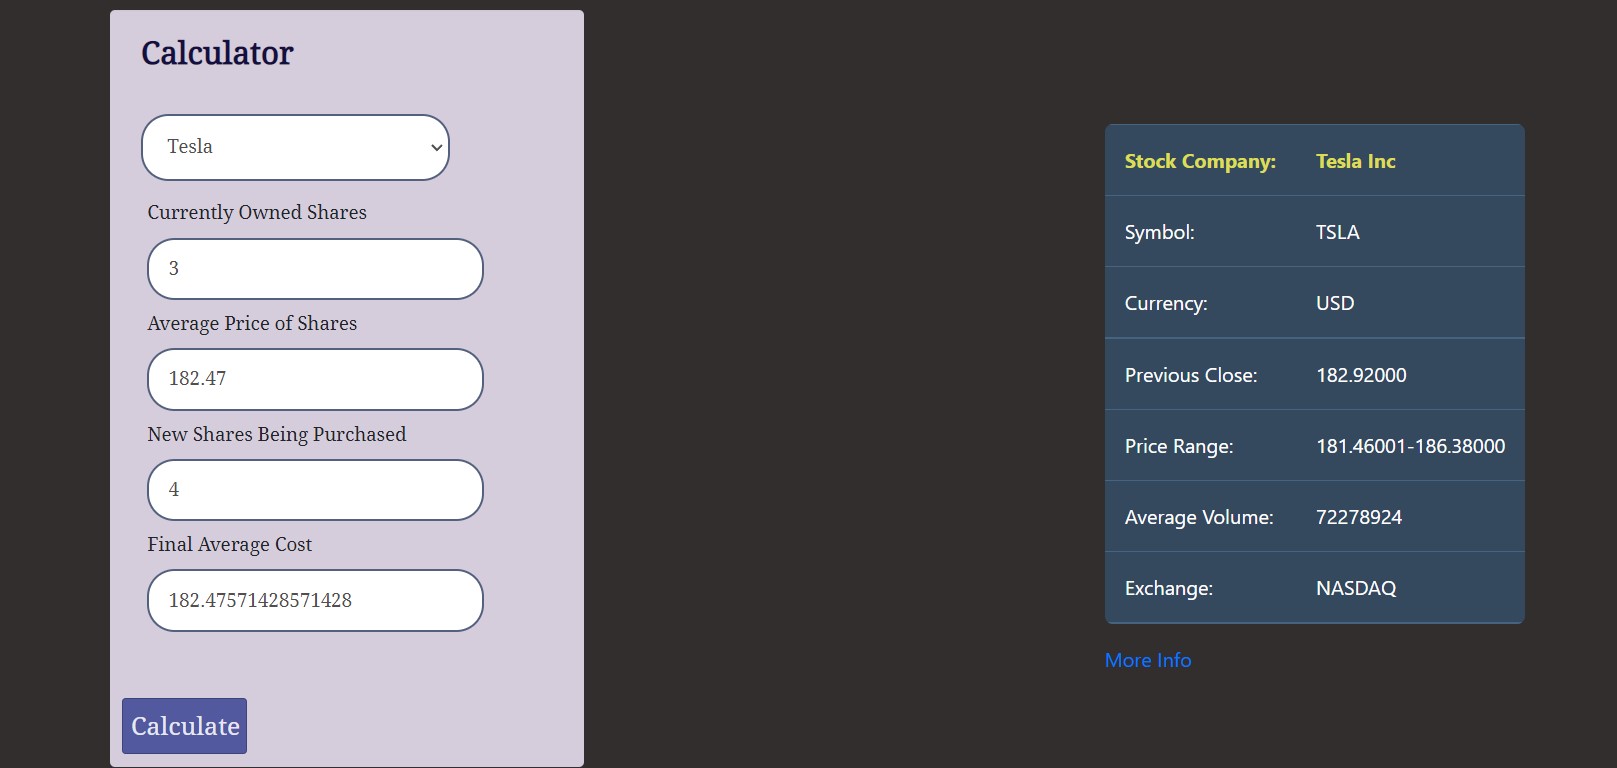 Calculator
Tesla
Currently Owned Shares
3
Average Price of Shares
182.47
New Shares Being Purchased
4
Final Average Cost
182.47571428571428
Calculate
Stock Company: Tesla Inc
Symbol: TSLA
Currency: USD
Previous Close: 182.92000
Price Range: 181.46001-186.38000
Average Volume: 72278924
Exchange: NASDAQ
More Info